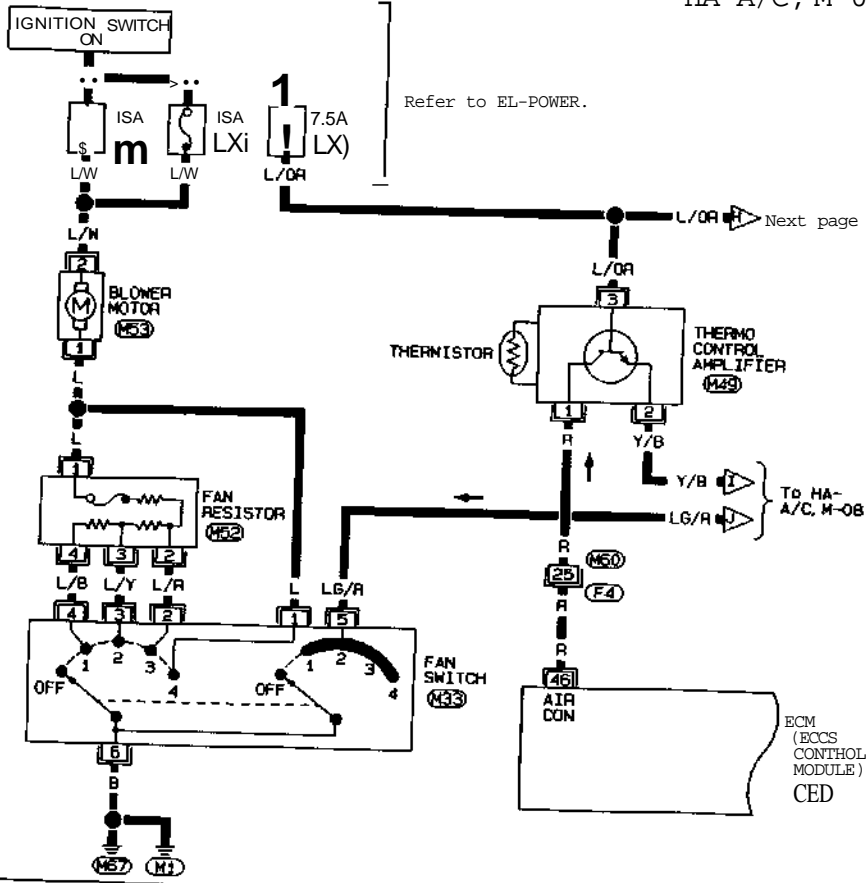 HA-A/C, M-0
IGNITION SWITCH
ON
ISA
m
ISA
LXi
7.5A
LX)
Refer to EL-POWER.
$
L/W
L/W
L/OR
L/OR
H
Next page
L/W
2
BLOWER
MOTOR
M53
M
1
L
L/OR
3
THERMISTOR
THERMO
CONTROL
AMPLIFIER
M49
1
2
R
Y/B
L
1
FAN
RESISTOR
M52
Y/B
I
LG/R
J
To HA-
A/C, M-08
4
3
2
L/B
L/Y
L/R
L
LG/R
R
M60
25
F4
R
R
4
3
2
1
5
1
2
3
4
OFF
1
2
3
4
OFF
FAN
SWITCH
M33
46
AIR
CON
ECM
(ECCS
CONTHOL
MODULE)
CED
6
B
M67
M1